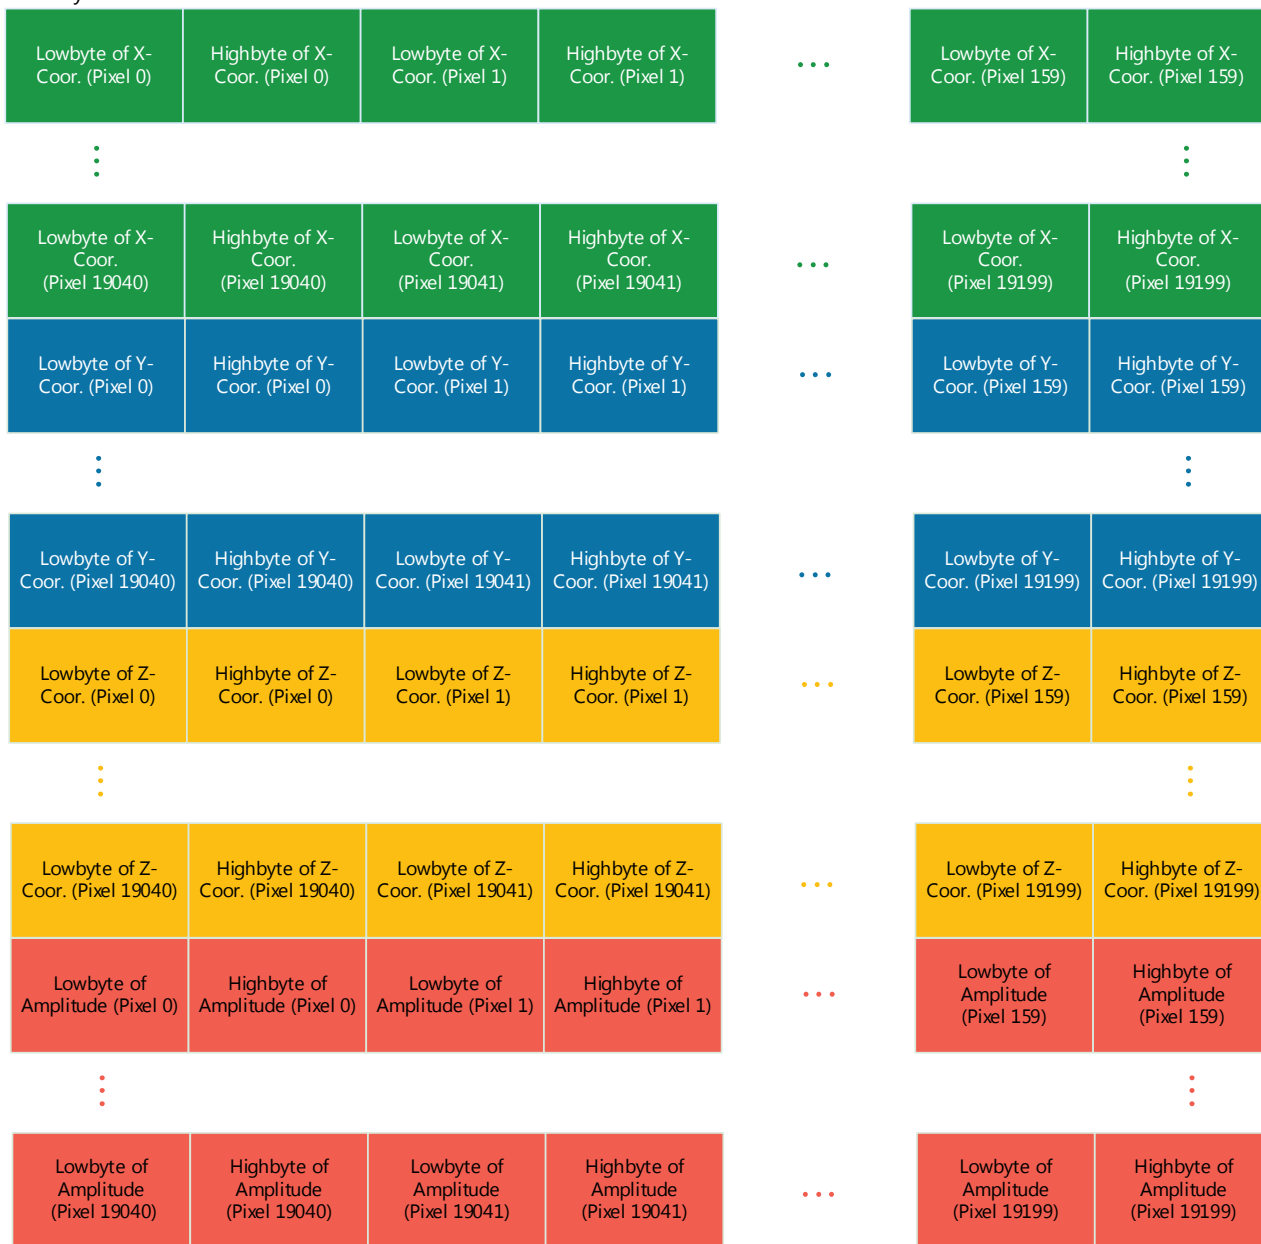 Lowbyte of X-
Coor. (Pixel 0)
Highbyte of X-
Coor. (Pixel 0)
Lowbyte of X-
Coor. (Pixel 1)
Highbyte of X-
Coor. (Pixel 1)
...
Lowbyte of X-
Coor. (Pixel 159)
Highbyte of X-
Coor. (Pixel 159)
Lowbyte of X-
Coor.
(Pixel 19040)
Highbyte of X-
Coor.
(Pixel 19040)
Lowbyte of X-
Coor.
(Pixel 19041)
Highbyte of X-
Coor.
(Pixel 19041)
...
Lowbyte of X-
Coor.
(Pixel 19199)
Highbyte of X-
Coor.
(Pixel 19199)
Lowbyte of Y-
Coor. (Pixel 0)
Highbyte of Y-
Coor. (Pixel 0)
Lowbyte of Y-
Coor. (Pixel 1)
Highbyte of Y-
Coor. (Pixel 1)
...
Lowbyte of Y-
Coor. (Pixel 159)
Highbyte of Y-
Coor. (Pixel 159)
Lowbyte of Y-
Coor. (Pixel 19040)
Highbyte of Y-
Coor. (Pixel 19040)
Lowbyte of Y-
Coor. (Pixel 19041)
Highbyte of Y-
Coor. (Pixel 19041)
...
Lowbyte of Y-
Coor. (Pixel 19199)
Highbyte of Y-
Coor. (Pixel 19199)
Lowbyte of Z-
Coor. (Pixel 0)
Highbyte of Z-
Coor. (Pixel 0)
Lowbyte of Z-
Coor. (Pixel 1)
Highbyte of Z-
Coor. (Pixel 1)
...
Lowbyte of Z-
Coor. (Pixel 159)
Highbyte of Z-
Coor. (Pixel 159)
Lowbyte of Z-
Coor. (Pixel 19040)
Highbyte of Z-
Coor. (Pixel 19040)
Lowbyte of Z-
Coor. (Pixel 19041)
Highbyte of Z-
Coor. (Pixel 19041)
...
Lowbyte of Z-
Coor. (Pixel 19199)
Highbyte of Z-
Coor. (Pixel 19199)
Lowbyte of
Amplitude (Pixel 0)
Highbyte of
Amplitude (Pixel 0)
Lowbyte of
Amplitude (Pixel 1)
Highbyte of
Amplitude (Pixel 1)
...
Lowbyte of
Amplitude
(Pixel 159)
Highbyte of
Amplitude
(Pixel 159)
Lowbyte of
Amplitude
(Pixel 19040)
Highbyte of
Amplitude
(Pixel 19040)
Lowbyte of
Amplitude
(Pixel 19041)
Highbyte of
Amplitude
(Pixel 19041)
...
Lowbyte of
Amplitude
(Pixel 19199)
Highbyte of
Amplitude
(Pixel 19199)